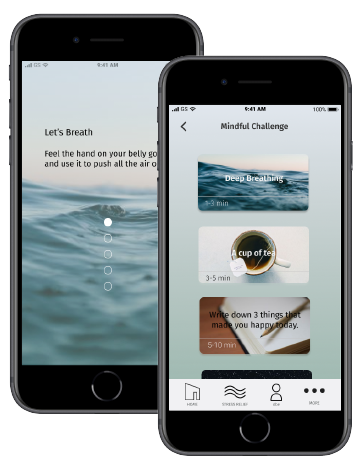 GS
9:41 AM
Let's Breath
Feel the hand on your belly go
and use it to push all the air o
GS
9:41 AM
100%
Mindful Challenge
Deep Breathing
1-3 min
A cup of tea
3-5 min
Write down 3 things that
made you happy today.
5-10 min
HOME
STRESS RELIEF
MORE